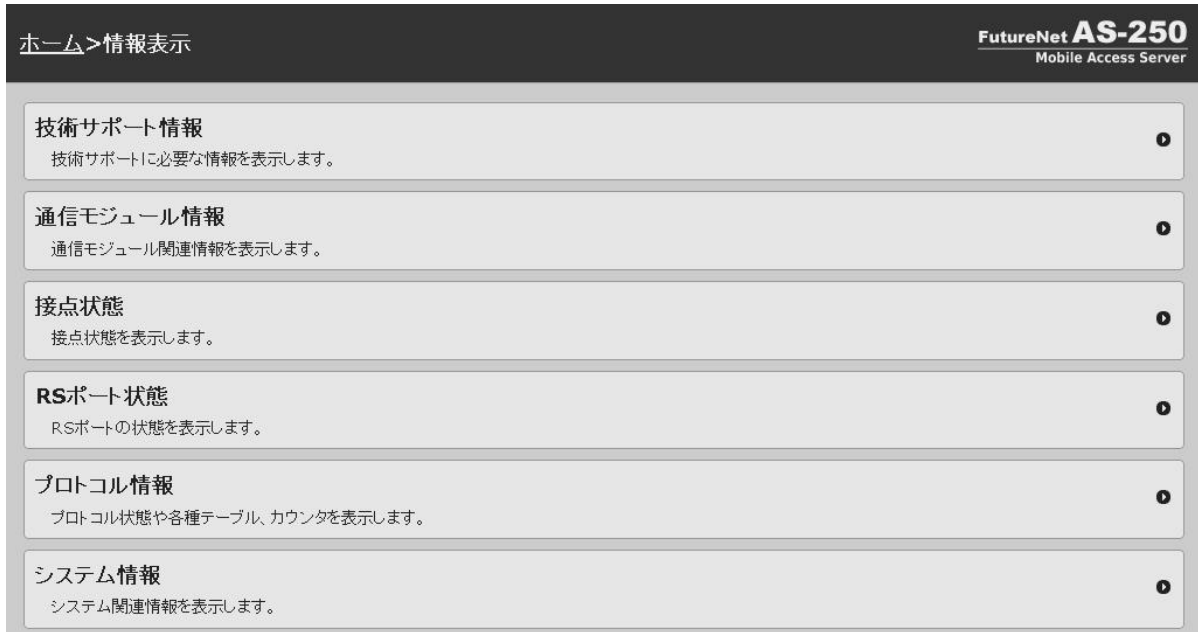 ホーム>情報表示
FutureNet AS-250
Mobile Access Server
技術サポート情報
技術サポートに必要な情報を表示します。
通信モジュール情報
通信モジュール関連情報を表示します。
接点状態
接点状態を表示します。
RSポート状態
RSポートの状態を表示します。
プロトコル情報
プロトコル状態や各種テーブル、カウンタを表示します。
システム情報
システム関連情報を表示します。